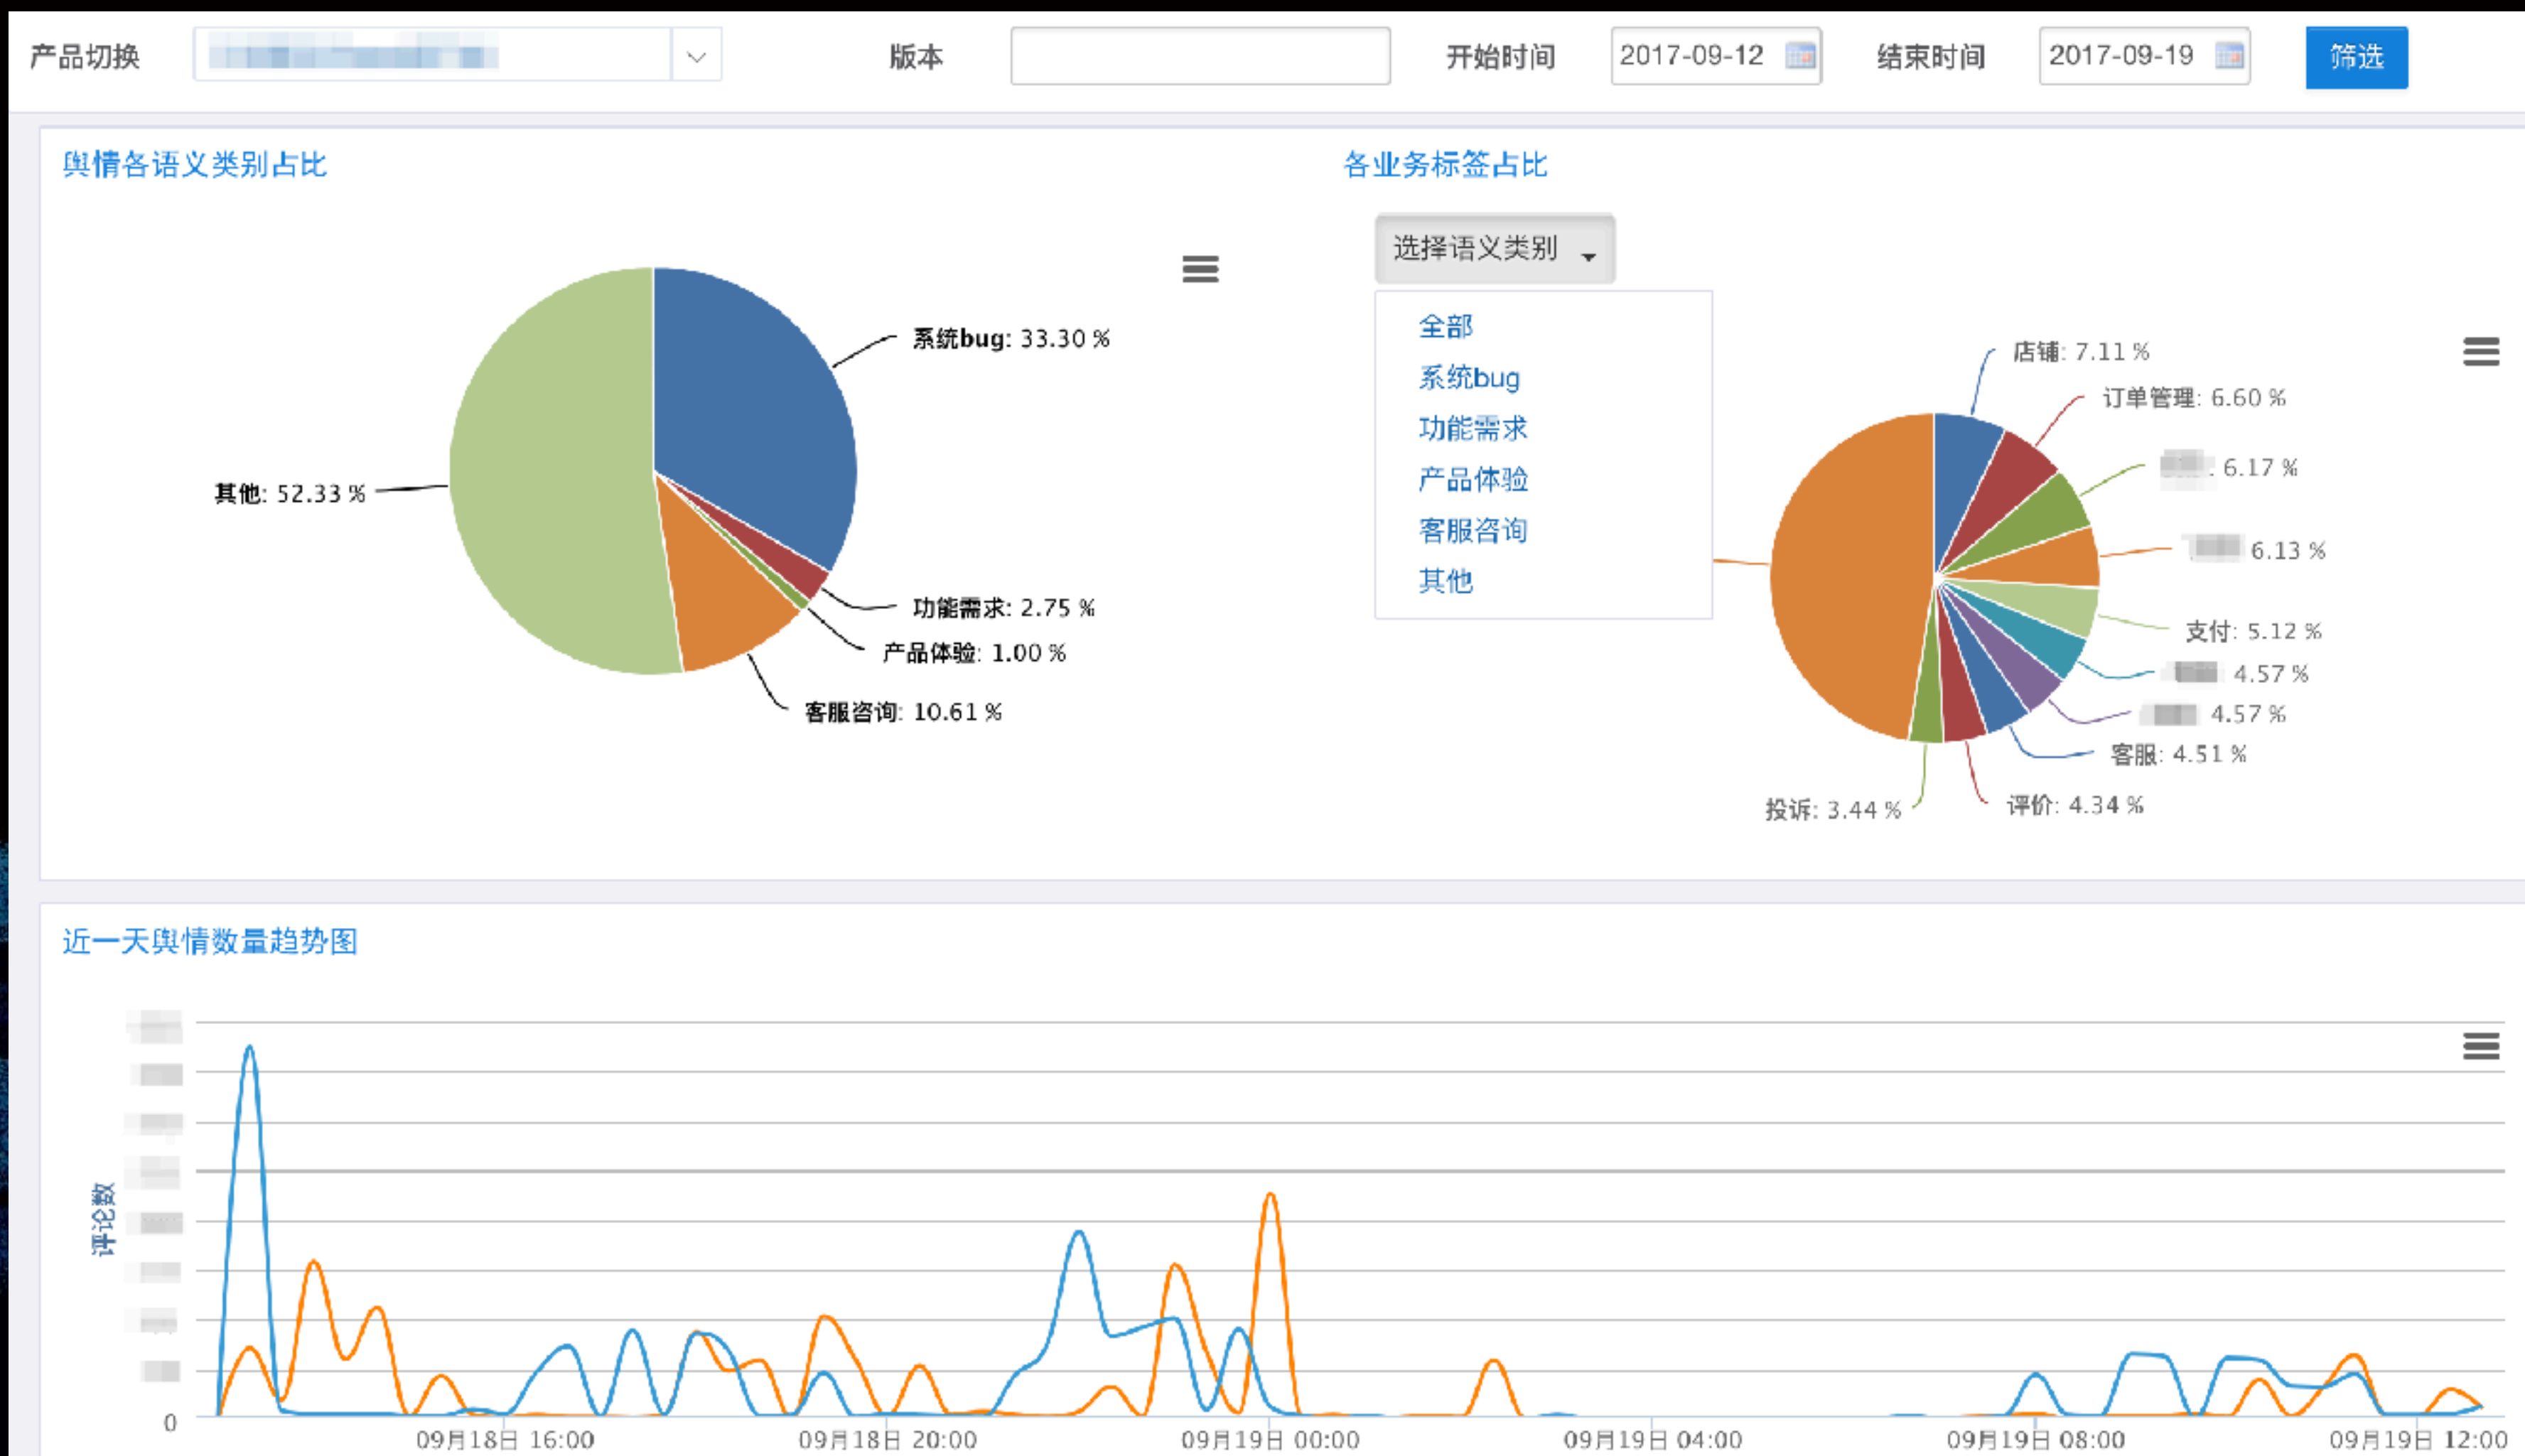 产品切换
版本
开始时间
2017-09-12
结束时间
2017-09-19
筛选
舆情各语义类别占比
系统bug: 33.30 %
其他: 52.33 %
功能需求: 2.75 %
产品体验: 1.00 %
客服咨询: 10.61 %
各业务标签占比
选择语义类别
全部
系统bug
功能需求
产品体验
客服咨询
其他
店铺: 7.11 %
订单管理: 6.60 %
6.17 %
6.13 %
支付: 5.12 %
4.57 %
4.57 %
客服: 4.51 %
评价: 4.34 %
投诉: 3.44 %
近一天舆情数量趋势图
评论数
0
09月18日 16:00
09月18日 20:00
09月19日 00:00
09月19日 04:00
09月19日 08:00
09月19日 12:00